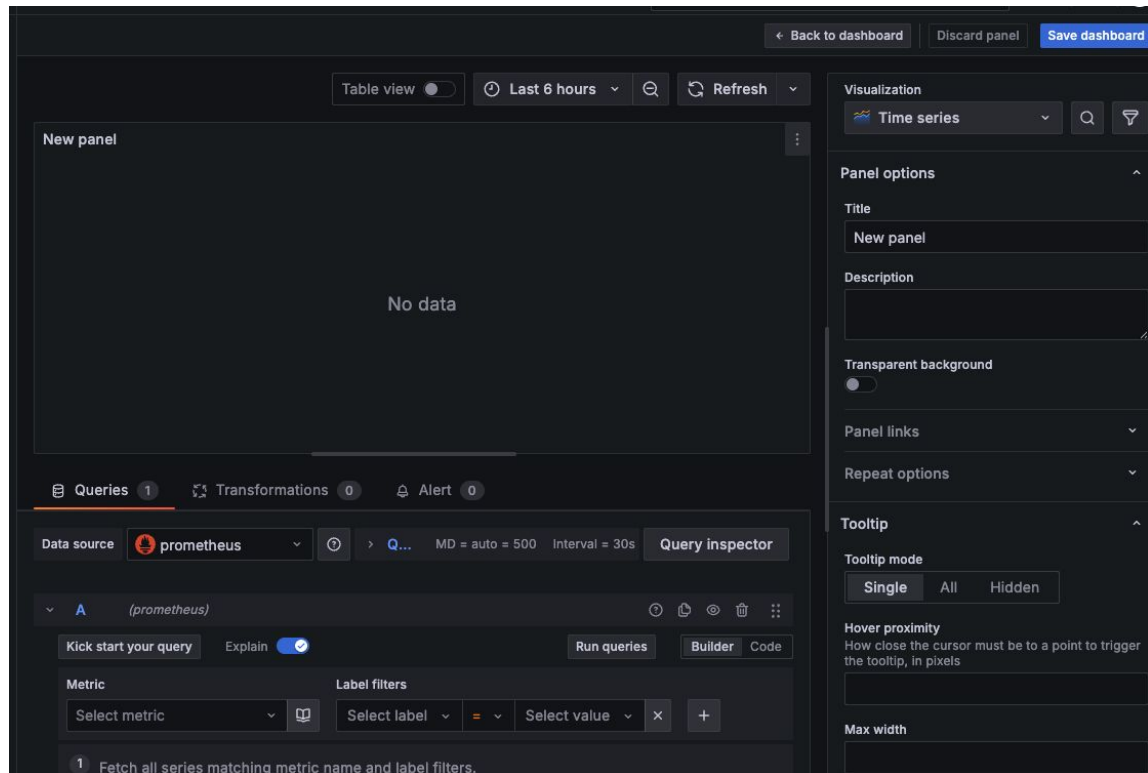 ← Back to dashboard Discard panel Save dashboard
Table view Last 6 hours Refresh
New panel
No data
Queries 1 Transformations 0 Alert 0
Data source prometheus Q... MD = auto = 500 Interval = 30s Query inspector
A (prometheus)
Kick start your query Explain Run queries Builder Code
Metric Label filters
Select metric Select label = Select value
1 Fetch all series matching metric name and label filters.
Visualization
Time series
Panel options
Title
New panel
Description
Transparent background
Panel links
Repeat options
Tooltip
Tooltip mode
Single All Hidden
Hover proximity
How close the cursor must be to a point to trigger
the tooltip, in pixels
Max width